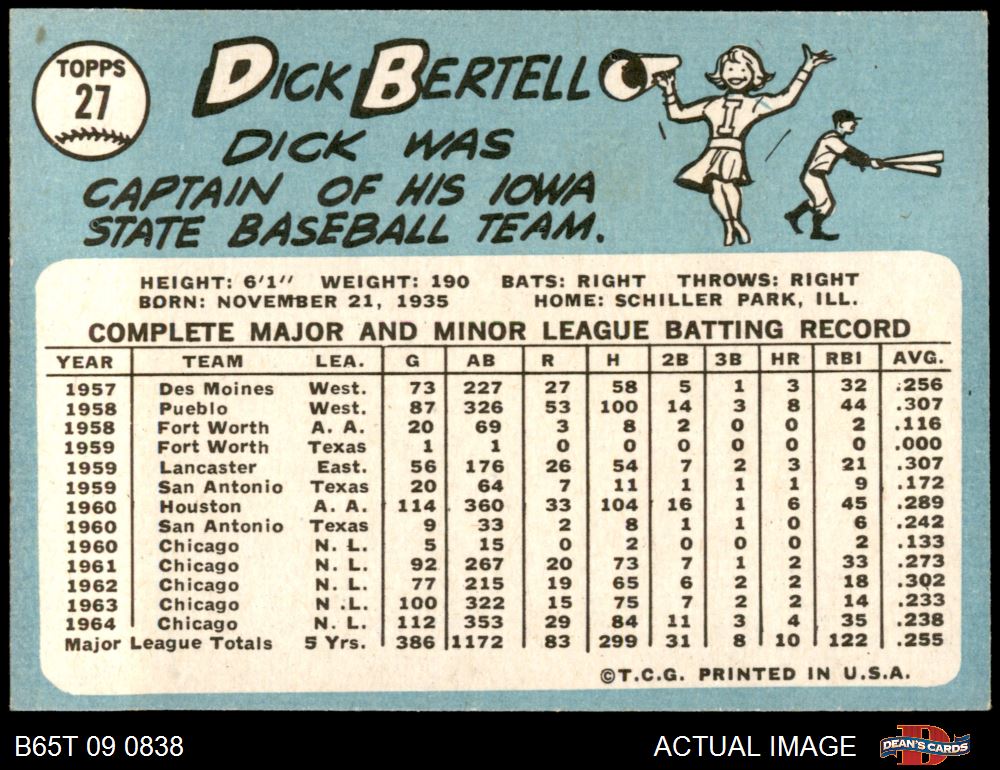 TOPPS
27
DICK BERTELL
DICK WAS
CAPTAIN OF HIS IOWA
STATE BASEBALL TEAM.
I
HEIGHT: 6'1" WEIGHT: 190 BATS: RIGHT THROWS: RIGHT
BORN: NOVEMBER 21, 1935 HOME: SCHILLER PARK, ILL.
COMPLETE MAJOR AND MINOR LEAGUE BATTING RECORD
YEAR TEAM LEA. G AB R H 2B 3B HR RBI AVG.
1957 Des Moines West. 73 227 27 58 5 1 3 32 .256
1958 Pueblo West. 87 326 53 100 14 3 8 44 .307
1958 Fort Worth A. A. 20 69 3 8 2 0 0 2 .116
1959 Fort Worth Texas 1 1 0 0 0 0 0 0 .000
1959 Lancaster East. 56 176 26 54 7 2 3 21 .307
1959 San Antonio Texas 20 64 7 11 1 1 1 9 .172
1960 Houston A. A. 114 360 33 104 16 1 6 45 .289
1960 San Antonio Texas 9 33 2 8 1 1 0 6 .242
1960 Chicago N. L. 5 15 0 2 0 0 0 2 .133
1961 Chicago N. L. 92 267 20 73 7 1 2 33 .273
1962 Chicago N. L. 77 215 19 65 6 2 2 18 .302
1963 Chicago N .L. 100 322 15 75 7 2 2 14 .233
1964 Chicago N. L. 112 353 29 84 11 3 4 35 .238
Major League Totals 5 Yrs. 386 1172 83 299 31 8 10 122 .255
©T.C.G. PRINTED IN U.S.A.
B65T 09 0838 ACTUAL IMAGE D DEAN'S CARDS